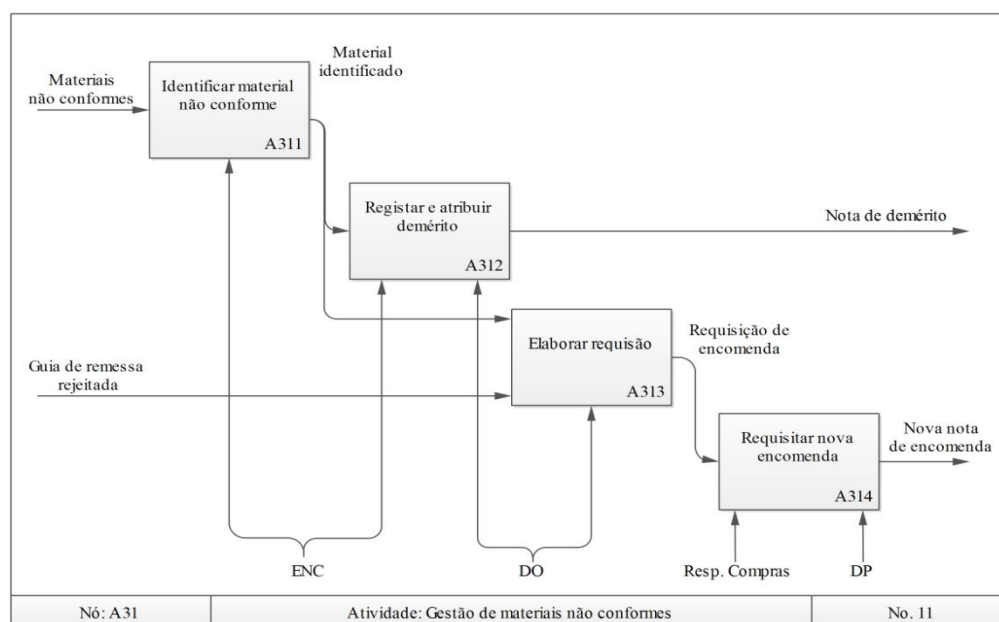 Material
identificado
Materiais
não conformes
Identificar material
não conforme
A311
Registar e atribuir
demérito
A312
Nota de demérito
Guia de remessa
rejeitada
Elaborar requisão
A313
Requisição de
encomenda
Requisitar nova
encomenda
A314
Nova nota
de encomenda
ENC
DO
Resp. Compras
DP
Nó: A31
Atividade: Gestão de materiais não conformes
No. 11